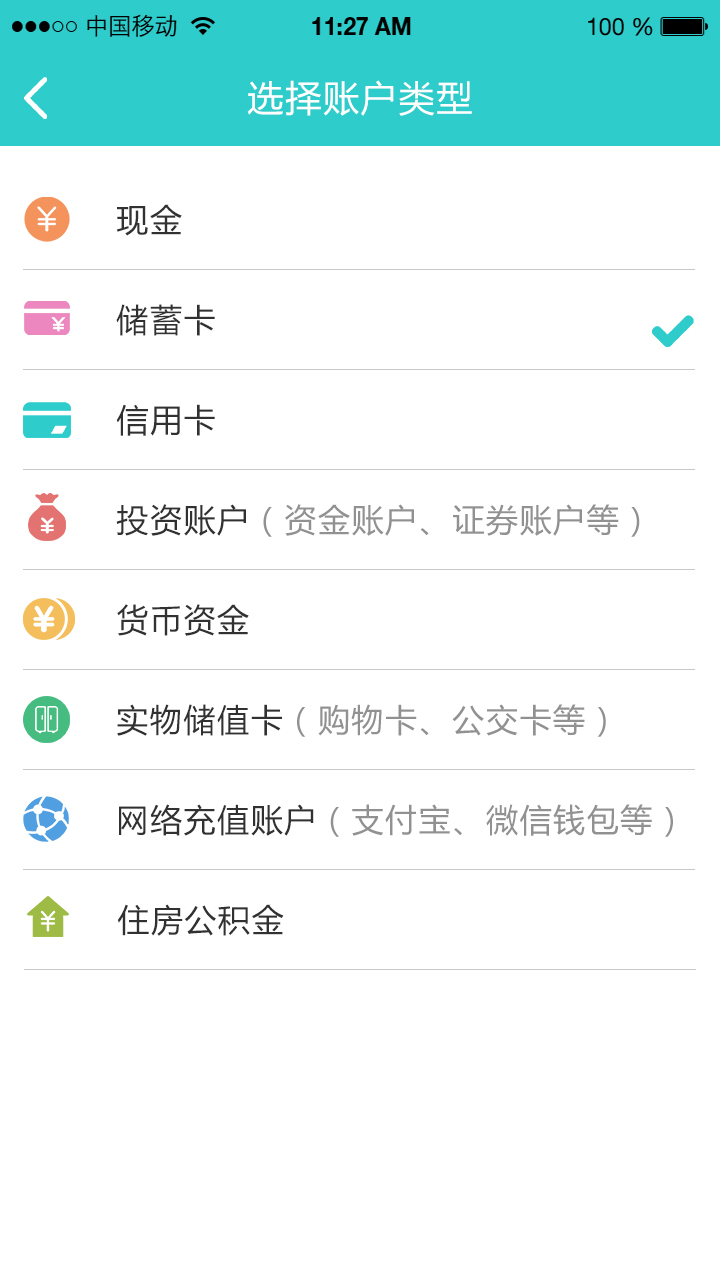 中国移动 11:27 AM 100 %
选择账户类型
¥ 现金
¥ 储蓄卡
信用卡
¥ 投资账户（资金账户、证券账户等）
¥ 货币资金
实物储值卡（购物卡、公交卡等）
网络充值账户（支付宝、微信钱包等）
¥ 住房公积金